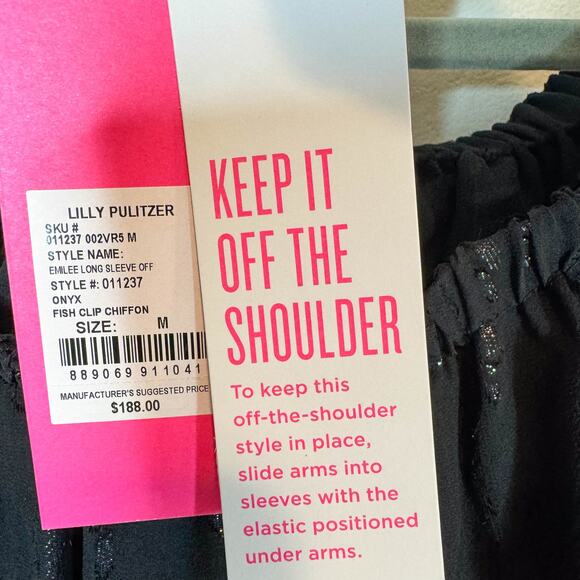 LILLY PULITZER
SKU #
011237 002VR5 M
STYLE NAME:
EMILEE LONG SLEEVE OFF
STYLE #: 011237
ONYX
FISH CLIP CHIFFON
SIZE: M
889069 911041
MANUFACTURER'S SUGGESTED PRICE
$188.00
KEEP IT
OFF THE
SHOULDER
To keep this
off-the-shoulder
style in place,
slide arms into
sleeves with the
elastic positioned
under arms.